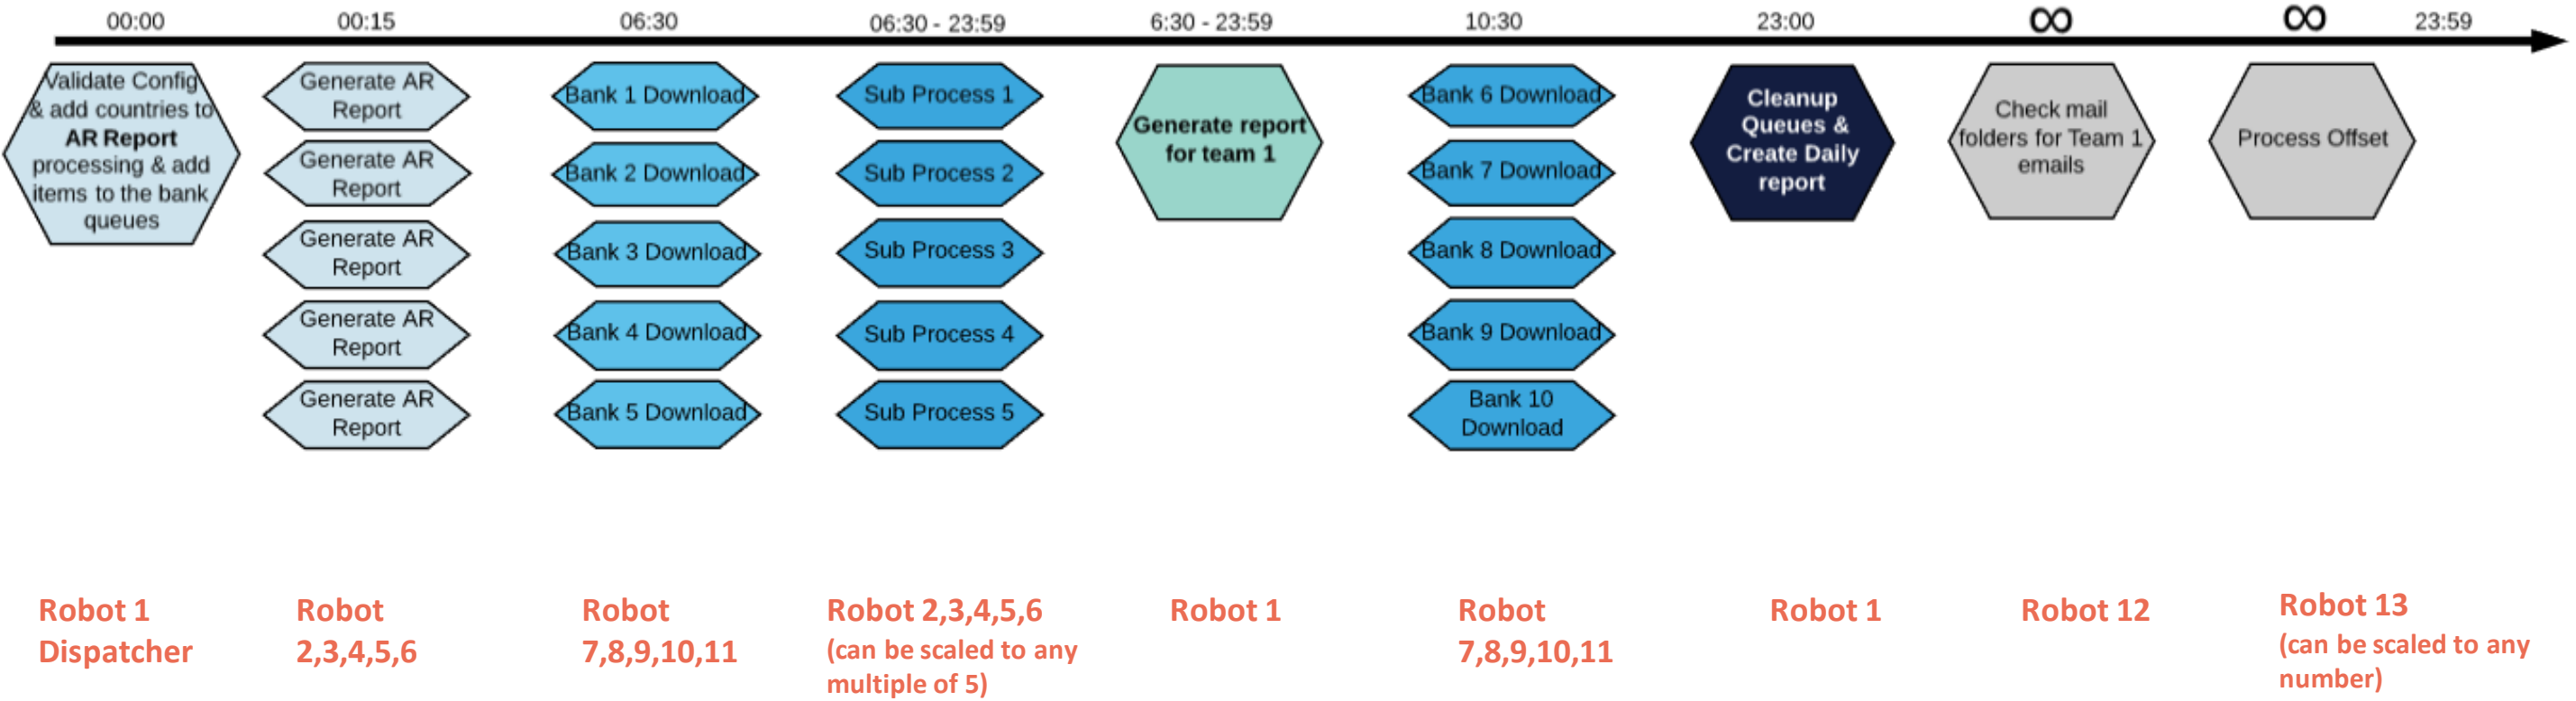 00:00
00:15
06:30
06:30 - 23:59
6:30 - 23:59
10:30
23:00
∞
∞
23:59
Validate Config
& add countries to
AR Report
processing & add
items to the bank
queues
Generate AR
Report
Generate AR
Report
Generate AR
Report
Generate AR
Report
Generate AR
Report
Bank 1 Download
Bank 2 Download
Bank 3 Download
Bank 4 Download
Bank 5 Download
Sub Process 1
Sub Process 2
Sub Process 3
Sub Process 4
Sub Process 5
Generate report
for team 1
Bank 6 Download
Bank 7 Download
Bank 8 Download
Bank 9 Download
Bank 10
Download
Cleanup
Queues &
Create Daily
report
Check mail
folders for Team 1
emails
Process Offset
Robot 1
Dispatcher
Robot
2,3,4,5,6
Robot
7,8,9,10,11
Robot 2,3,4,5,6
(can be scaled to any
multiple of 5)
Robot 1
Robot
7,8,9,10,11
Robot 1
Robot 12
Robot 13
(can be scaled to any
number)